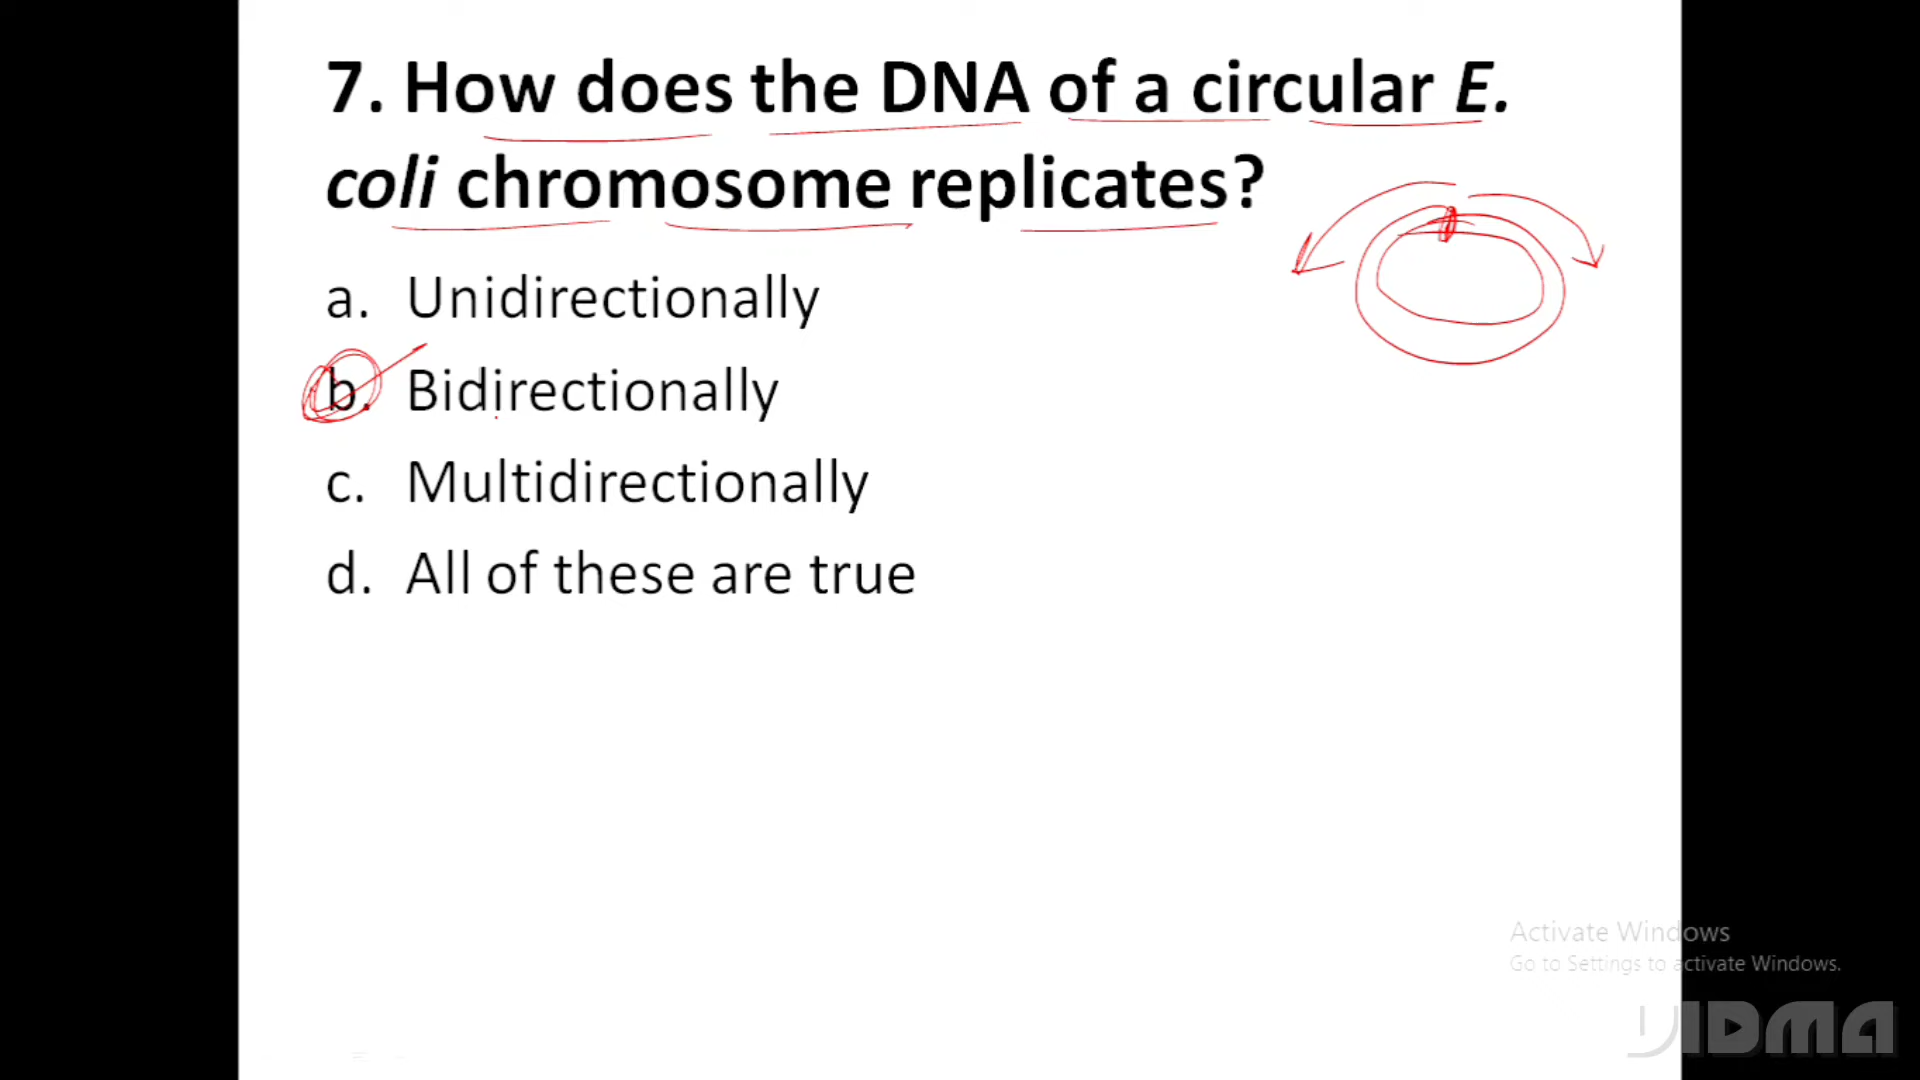 7. How does the DNA of a circular E.
coli chromosome replicates?
a. Unidirectionally
b. Bidirectionally
c. Multidirectionally
d. All of these are true
Activate Windows
Go to Settings to activate Windows.
VIDMA